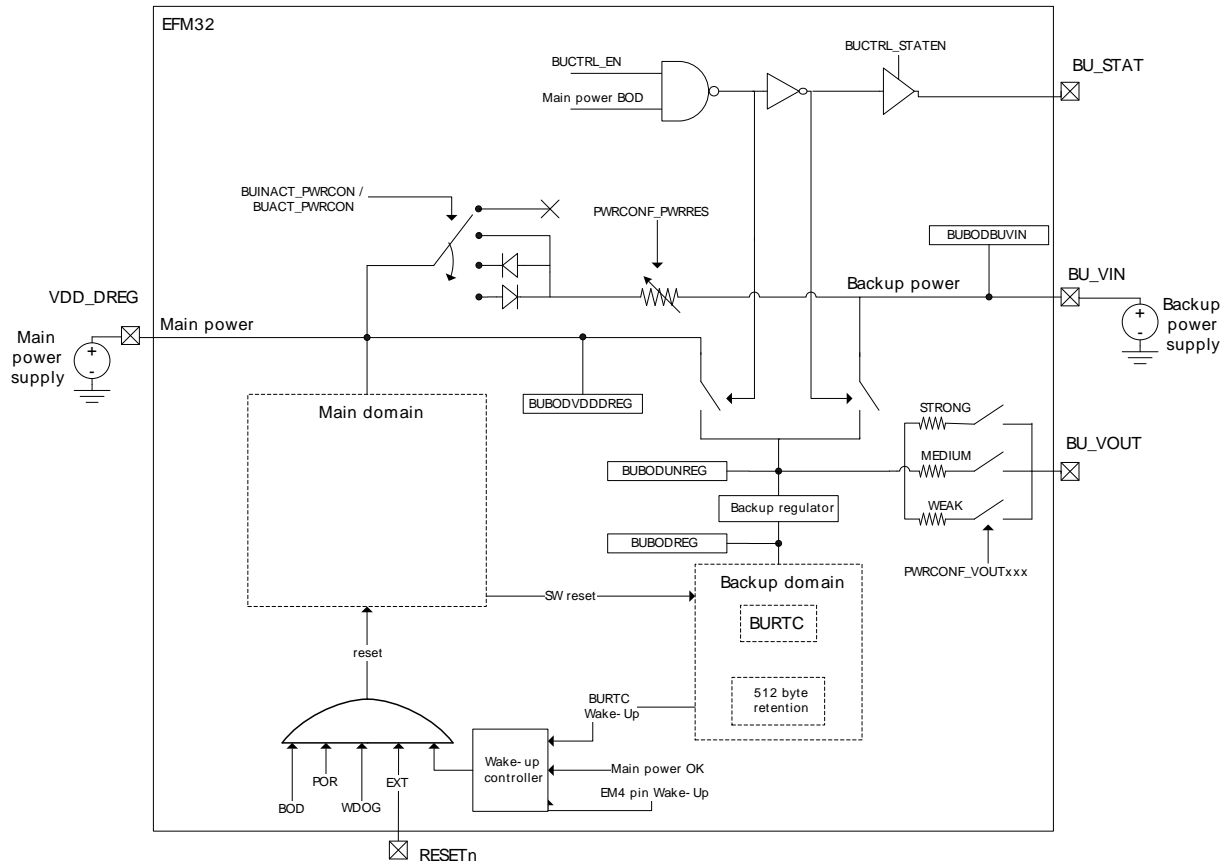 EFM32
BUCTRL_STATEN
BUCTRL_EN
Main power BOD
BU_STAT
BUINACT_PWRCON /
BUACT_PWRCON
PWRCONF_PWRRES
BUBODBUVIN
VDD_DREG
Backup power
BU_VIN
Main power
Main
power
supply
+
-
+
-
Backup
power
supply
Main domain
BUBODVDDDREG
STRONG
BU_VOUT
BUBODUNREG
MEDIUM
Backup regulator
WEAK
BUBODREG
PWRCONF_VOUTxxx
Backup domain
SW reset
BURTC
reset
512 byte
retention
BURTC
Wake-Up
Wake-up
controller
Main power OK
EM4 pin Wake-Up
BOD
POR
WDOG
EXT
RESETn